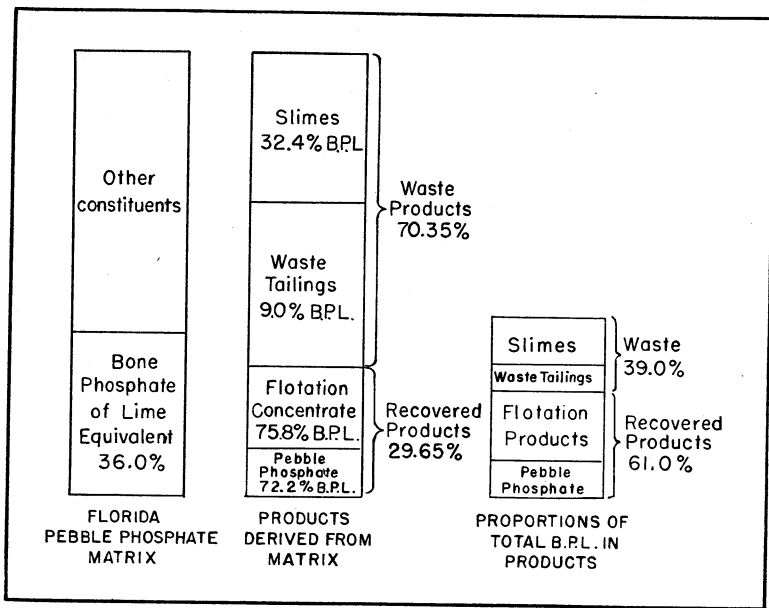 Other
constituents
Bone
Phosphate
of Lime
Equivalent
36.0%
FLORIDA
PEBBLE PHOSPHATE
MATRIX
Slimes
32.4% B.P.L
Waste
Tailings
9.0% B.P.L.
Flotation
Concentrate
75.8% B.P.L.
Pebble
Phosphate
72.2% B.P.L.
Waste
Products
70.35%
Recovered
Products
29.65%
PRODUCTS
DERIVED FROM
MATRIX
Slimes
Waste Tailings
Flotation
Products
Pebble
Phosphate
Waste
39.0%
Recovered
Products
61.0%
PROPORTIONS OF
TOTAL B.P.L. IN
PRODUCTS